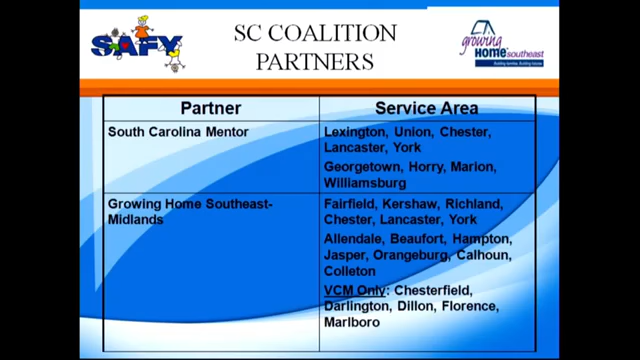 SAFY
SC COALITION
PARTNERS
growing
HOME southeast
Building families, Building futures
Partner
Service Area
South Carolina Mentor
Lexington, Union, Chester,
Lancaster, York
Georgetown, Horry, Marion,
Williamsburg
Growing Home Southeast-
Midlands
Fairfield, Kershaw, Richland,
Chester, Lancaster, York
Allendale, Beaufort, Hampton,
Jasper, Orangeburg, Calhoun,
Colleton
VCM Only: Chesterfield,
Darlington, Dillon, Florence,
Marlboro